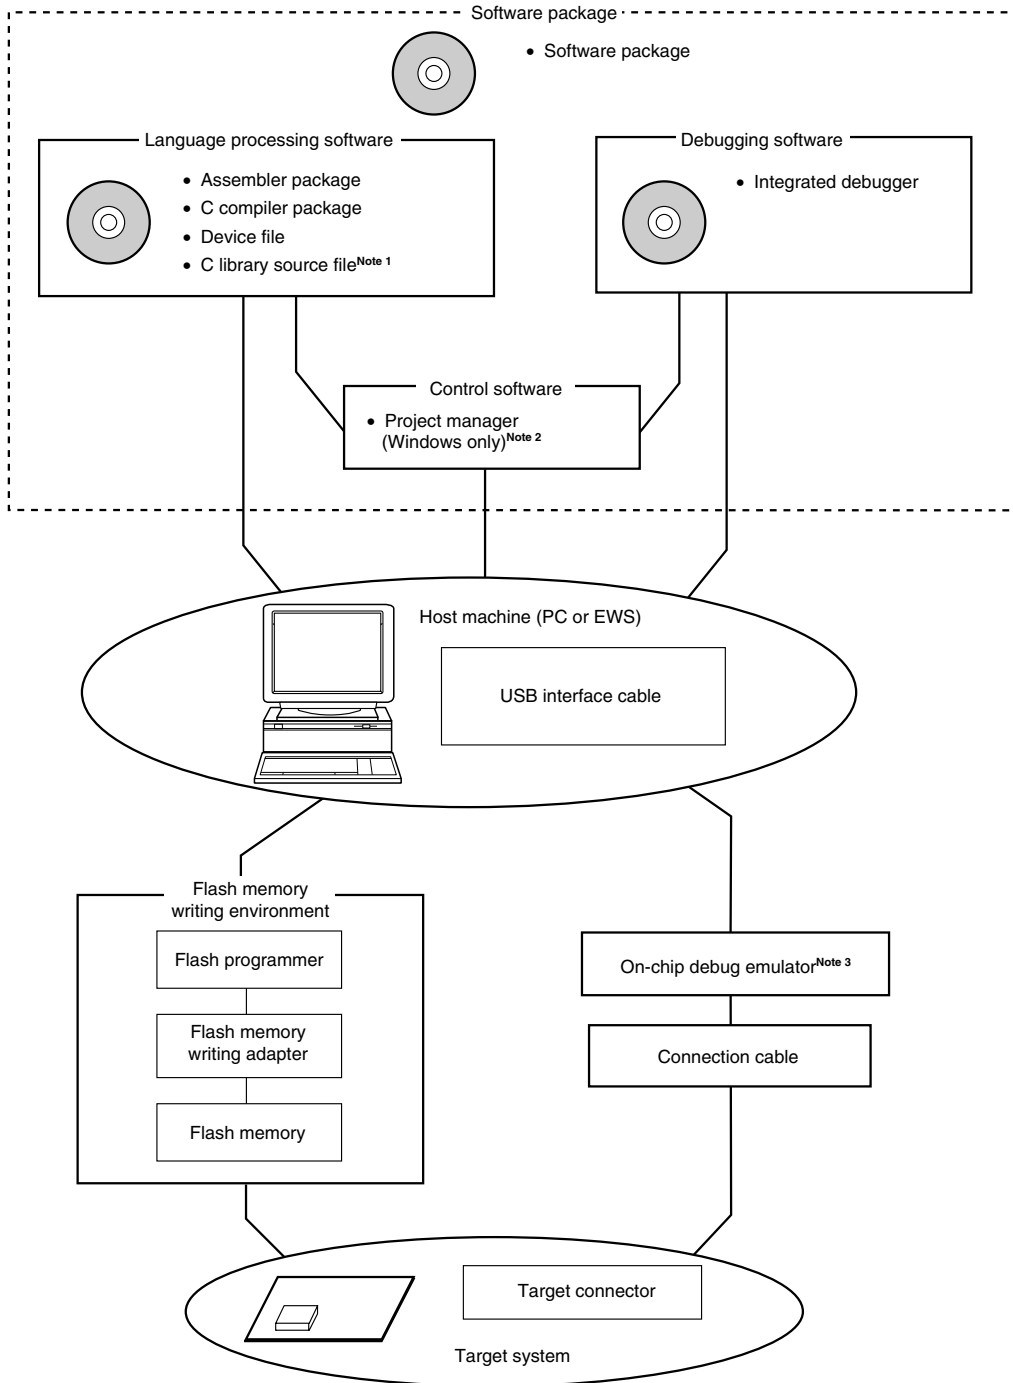 Software package
• Software package
Language processing software
• Assembler package
• C compiler package
• Device file
• C library source fileNote 1
Debugging software
• Integrated debugger
Control software
• Project manager
(Windows only)Note 2
Host machine (PC or EWS)
USB interface cable
Flash memory
writing environment
Flash programmer
Flash memory
writing adapter
Flash memory
On-chip debug emulatorNote 3
Connection cable
Target connector
Target system